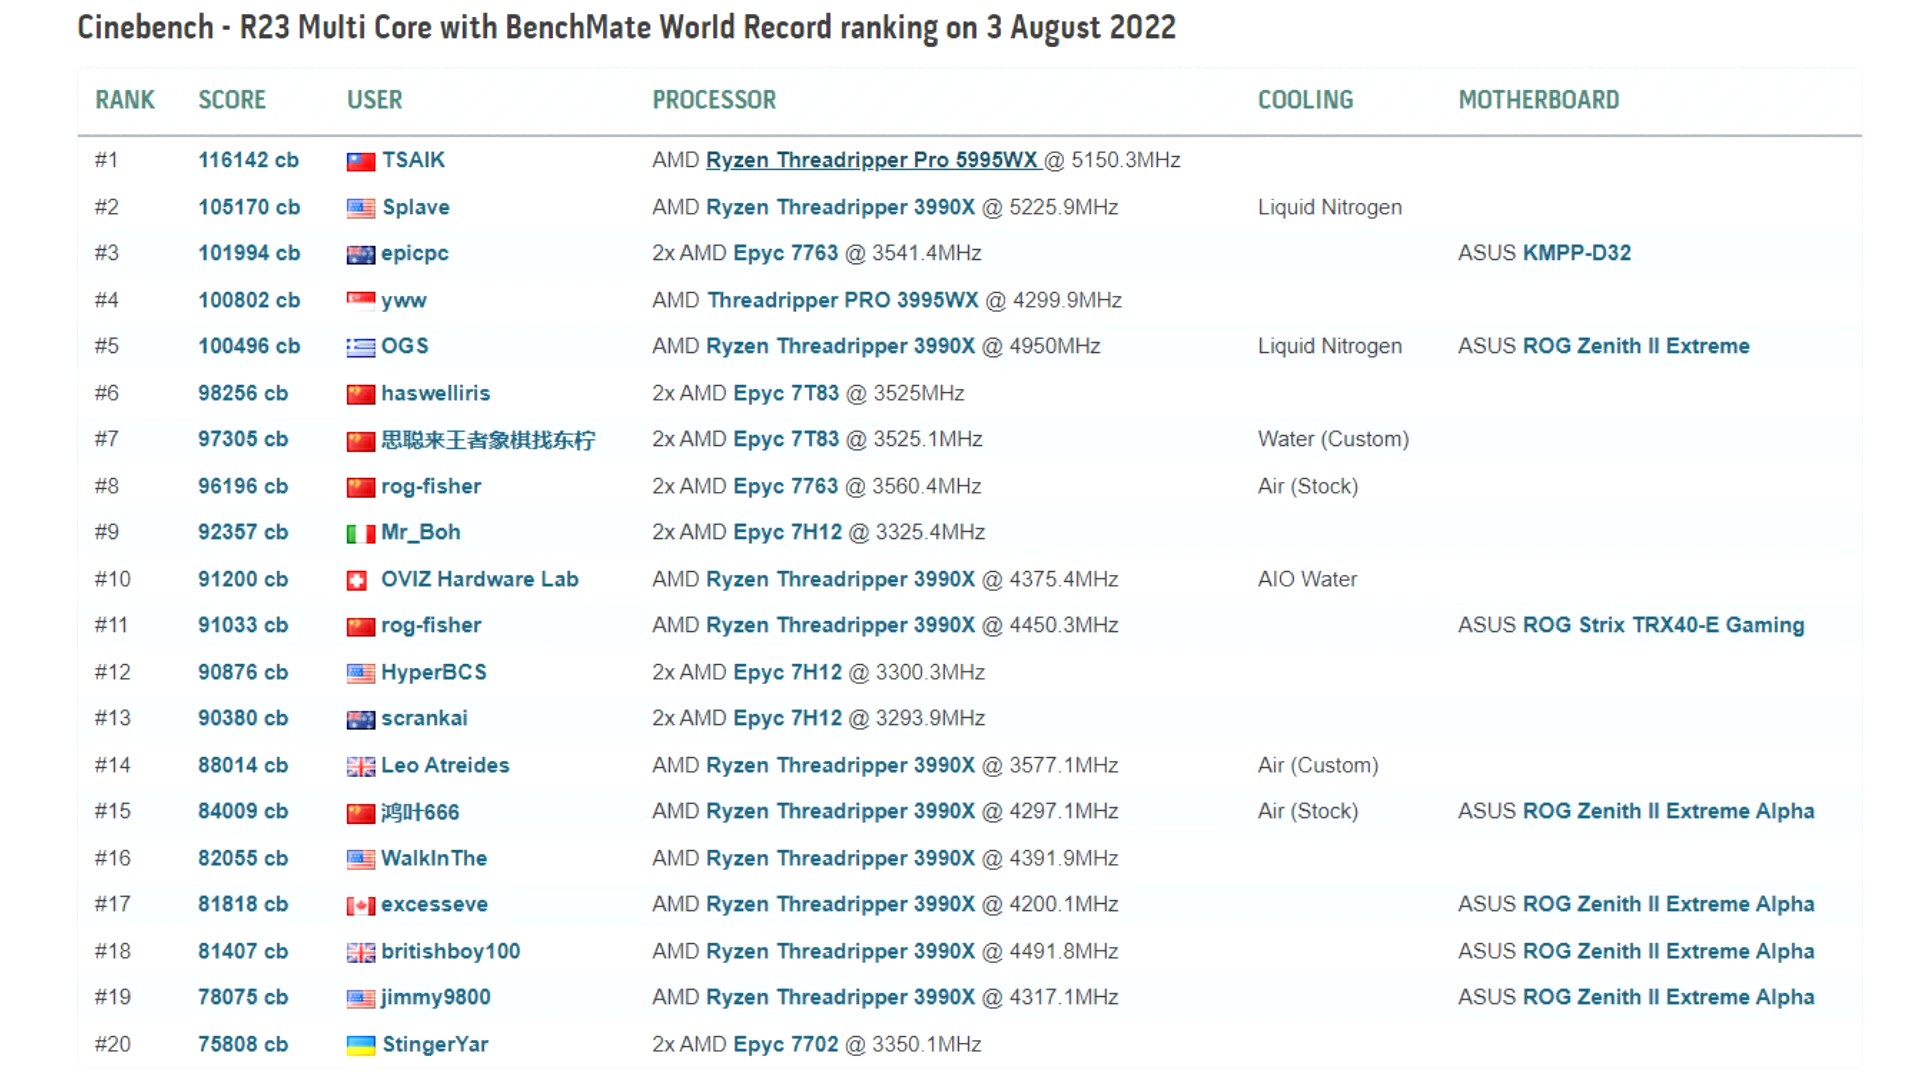 Cinebench - R23 Multi Core with BenchMate World Record ranking on 3 August 2022
RANK SCORE USER PROCESSOR COOLING MOTHERBOARD
#1 116142 cb TSAIK AMD Ryzen Threadripper Pro 5995WX @ 5150.3MHz
#2 105170 cb Splave AMD Ryzen Threadripper 3990X @ 5225.9MHz Liquid Nitrogen
#3 101994 cb epicpc 2x AMD Epyc 7763 @ 3541.4MHz ASUS KMPP-D32
#4 100802 cb yww AMD Threadripper PRO 3995WX @ 4299.9MHz
#5 100496 cb OGS AMD Ryzen Threadripper 3990X @ 4950MHz Liquid Nitrogen ASUS ROG Zenith II Extreme
#6 98256 cb haswelliris 2x AMD Epyc 7T83 @ 3525MHz
#7 97305 cb 思聪来王者象棋找东柠 2x AMD Epyc 7T83 @ 3525.1MHz Water (Custom)
#8 96196 cb rog-fisher 2x AMD Epyc 7763 @ 3560.4MHz Air (Stock)
#9 92357 cb Mr_Boh 2x AMD Epyc 7H12 @ 3325.4MHz
#10 91200 cb OVIZ Hardware Lab AMD Ryzen Threadripper 3990X @ 4375.4MHz AIO Water
#11 91033 cb rog-fisher AMD Ryzen Threadripper 3990X @ 4450.3MHz ASUS ROG Strix TRX40-E Gaming
#12 90876 cb HyperBCS 2x AMD Epyc 7H12 @ 3300.3MHz
#13 90380 cb scrankai 2x AMD Epyc 7H12 @ 3293.9MHz
#14 88014 cb Leo Atreides AMD Ryzen Threadripper 3990X @ 3577.1MHz Air (Custom)
#15 84009 cb 鸿叶666 AMD Ryzen Threadripper 3990X @ 4297.1MHz Air (Stock) ASUS ROG Zenith II Extreme Alpha
#16 82055 cb WalkInThe AMD Ryzen Threadripper 3990X @ 4391.9MHz
#17 81818 cb excesseve AMD Ryzen Threadripper 3990X @ 4200.1MHz ASUS ROG Zenith II Extreme Alpha
#18 81407 cb britishboy100 AMD Ryzen Threadripper 3990X @ 4491.8MHz ASUS ROG Zenith II Extreme Alpha
#19 78075 cb jimmy9800 AMD Ryzen Threadripper 3990X @ 4317.1MHz ASUS ROG Zenith II Extreme Alpha
#20 75808 cb StingerYar 2x AMD Epyc 7702 @ 3350.1MHz